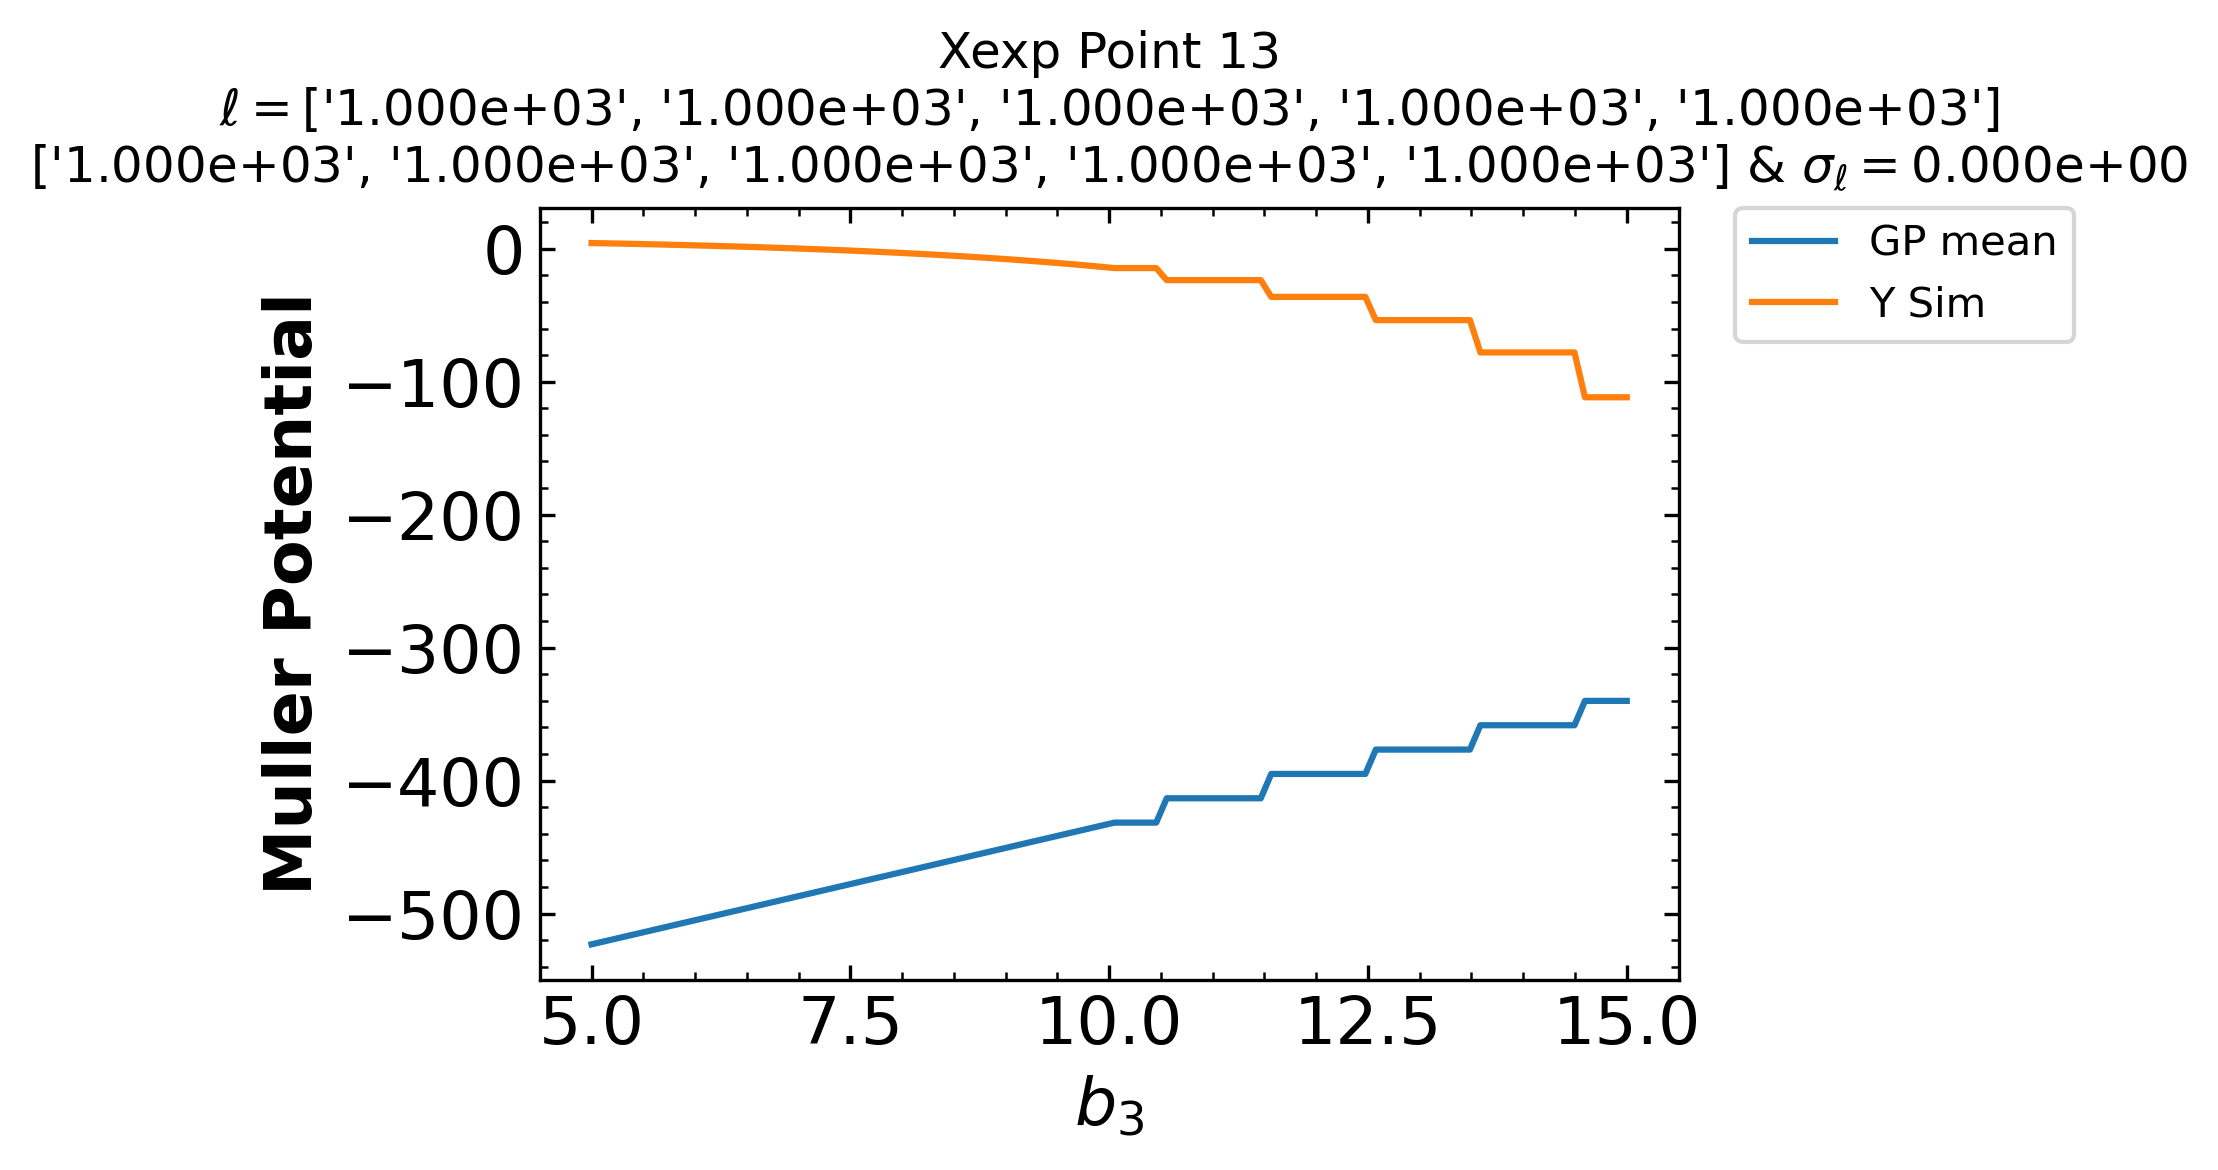 Xexp Point 13
ℓ = ['1.000e+03', '1.000e+03', '1.000e+03', '1.000e+03', '1.000e+03']
['1.000e+03', '1.000e+03', '1.000e+03', '1.000e+03', '1.000e+03'] & σ_ℓ = 0.000e+00
GP mean
Y Sim
Muller Potential
0
−100
−200
−300
−400
−500
5.0 7.5 10.0 12.5 15.0
b₃